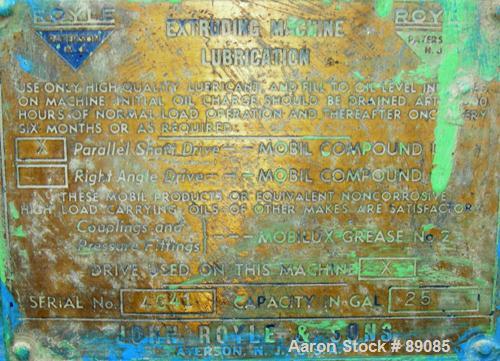 ROYLE
PATERSON
N. J.
EXTRUDING MACHINE
LUBRICATION
ROYL
PATERS
N. J
USE ONLY HIGH QUALITY LUBRICANT, AND FILL TO OIL LEVEL
ON MACHINE. INITIAL OIL CHARGE SHOULD BE DRAINED
HOURS OF NORMAL LOAD OPERATION AND THEREAFTER
SIX MONTHS OR AS REQUIRED.
X Parallel Shaft Drive — MOBIL COMPOUND
Right Angle Drive — MOBIL COMPOUND
THESE MOBIL PRODUCTS OR EQUIVALENT NONCORROSIVE
HIGH LOAD CARRYING OILS OF OTHER MAKES ARE SATISFACTOR
Couplings and
Pressure Fittings
MOBILUX GREASE No. 2
DRIVE USED ON THIS MACHINE X
SERIAL No. CAPACITY IN GAL. 25
JOHN ROYLE & SONS
PATERSON, N. J.
Aaron Stock # 89085